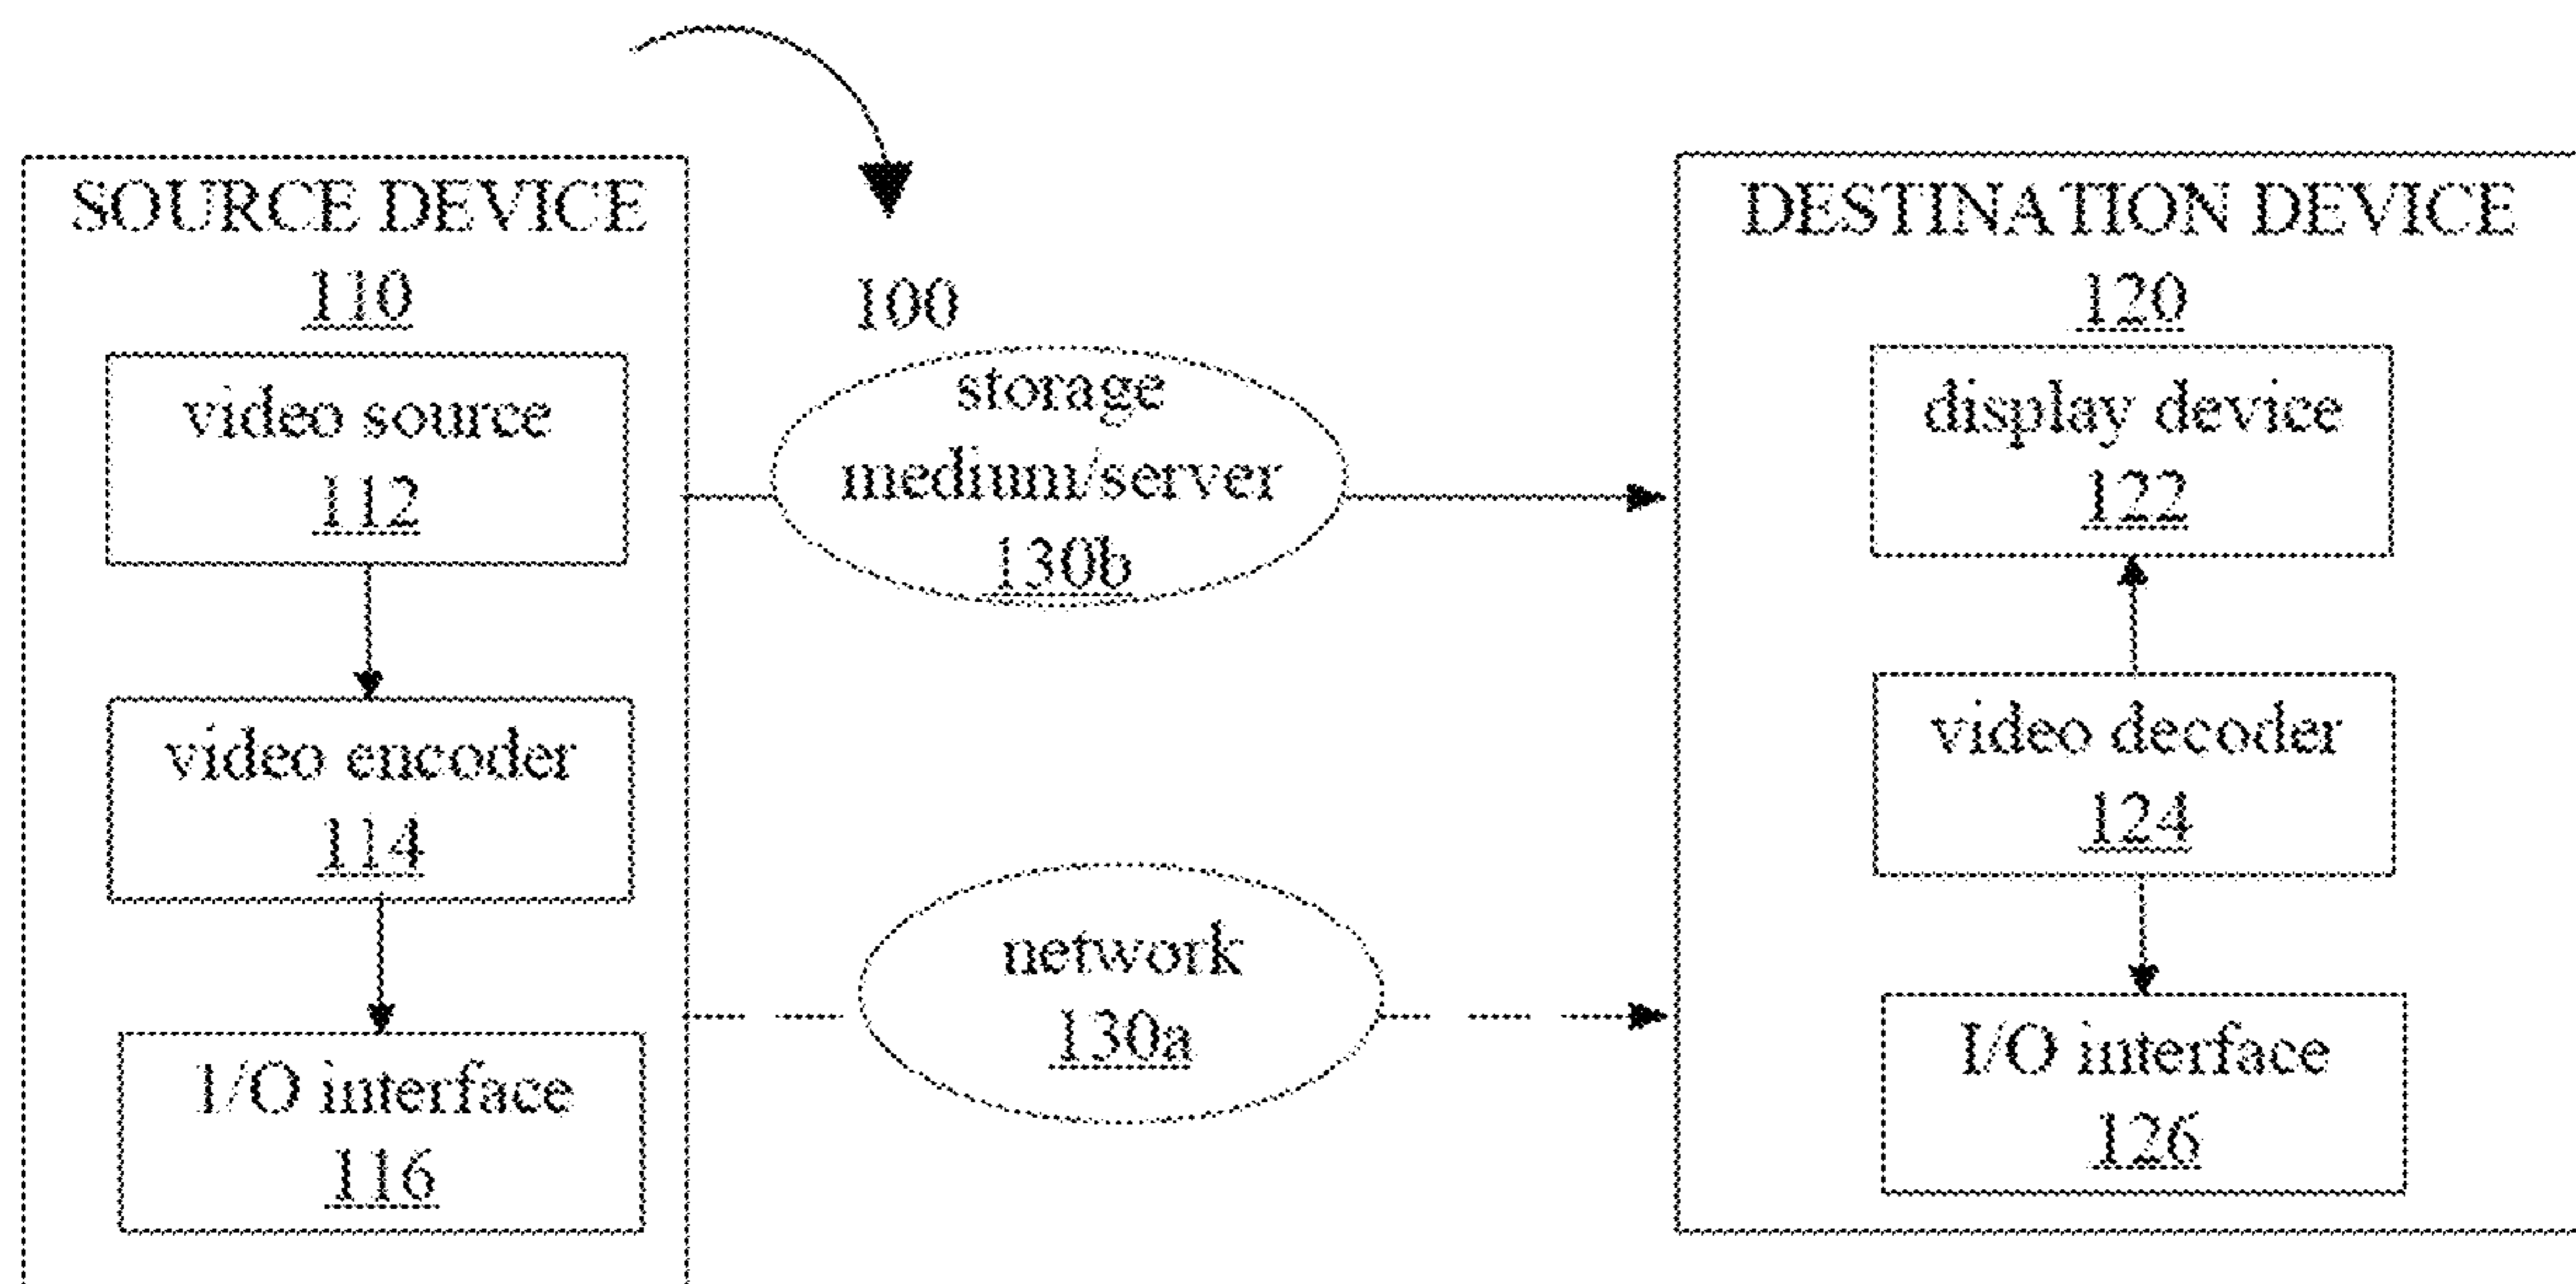 SOURCE DEVICE
110
video source
112
video encoder
114
I/O interface
116
100
storage
medium/server
130b
network
130a
DESTINATION DEVICE
120
display device
122
video decoder
124
I/O interface
126